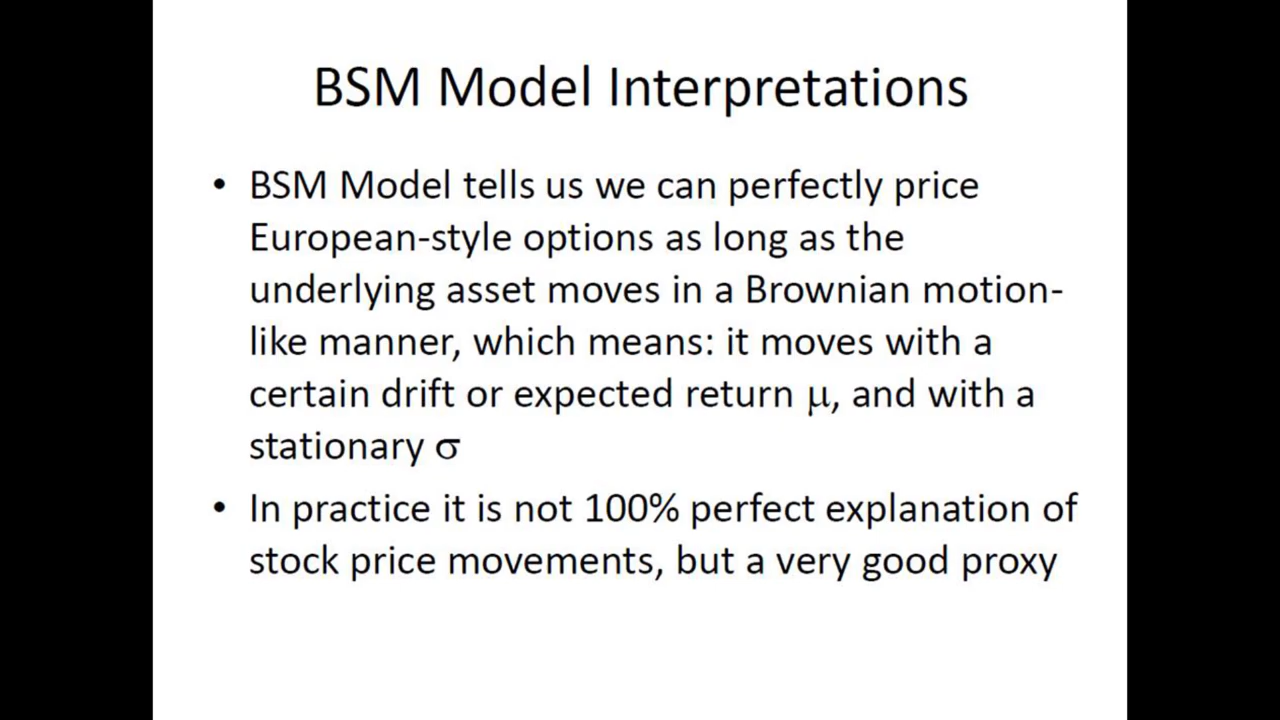 BSM Model Interpretations
• BSM Model tells us we can perfectly price
European-style options as long as the
underlying asset moves in a Brownian motion-
like manner, which means: it moves with a
certain drift or expected return μ, and with a
stationary σ
• In practice it is not 100% perfect explanation of
stock price movements, but a very good proxy